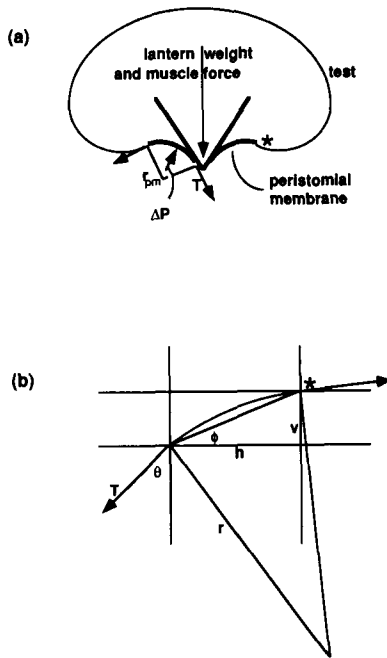 (a)
lantern weight
and muscle force
test
*
r pm
T
peristomial
membrane
ΔP
(b)
*
v
φ
h
θ
T
r